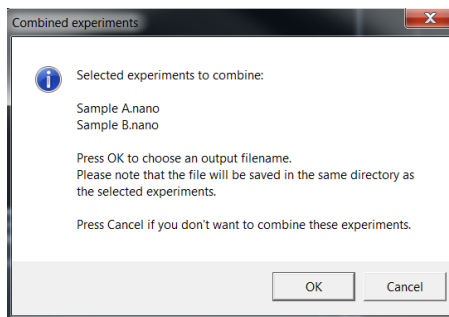 Combined experiments
Selected experiments to combine:
Sample A.nano
Sample B.nano
Press OK to choose an output filename.
Please note that the file will be saved in the same directory as
the selected experiments.
Press Cancel if you don't want to combine these experiments.
OK
Cancel